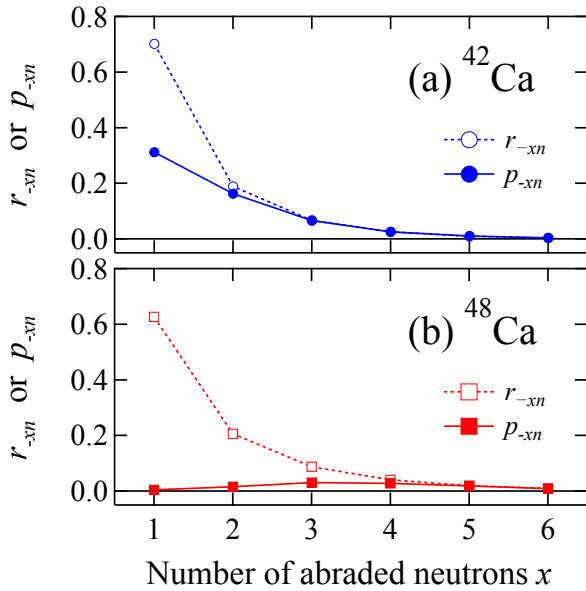 0.8
0.6
0.4
0.2
0.0
r₋ₓₙ or p₋ₓₙ
(a) ⁴²Ca
r₋ₓₙ
p₋ₓₙ
0.8
0.6
0.4
0.2
0.0
r₋ₓₙ or p₋ₓₙ
(b) ⁴⁸Ca
r₋ₓₙ
p₋ₓₙ
1 2 3 4 5 6
Number of abraded neutrons x